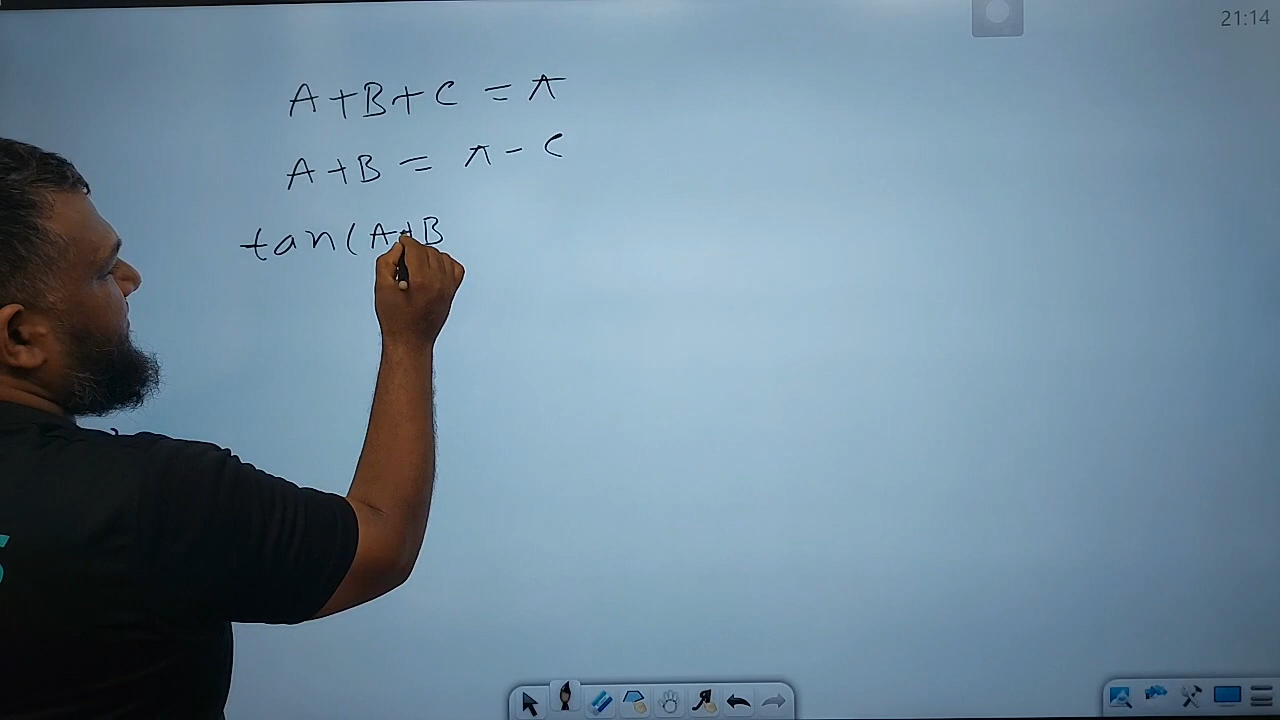 21:14
A+B+C = π
A+B = π - C
tan(A+B